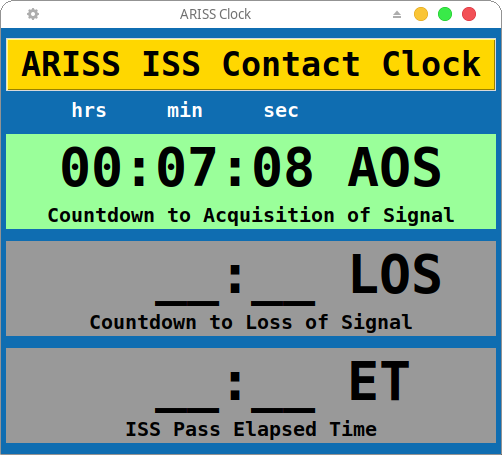 ARISS Clock
ARISS ISS Contact Clock
hrs min sec
00:07:08 AOS
Countdown to Acquisition of Signal
__:__ LOS
Countdown to Loss of Signal
__:__ ET
ISS Pass Elapsed Time